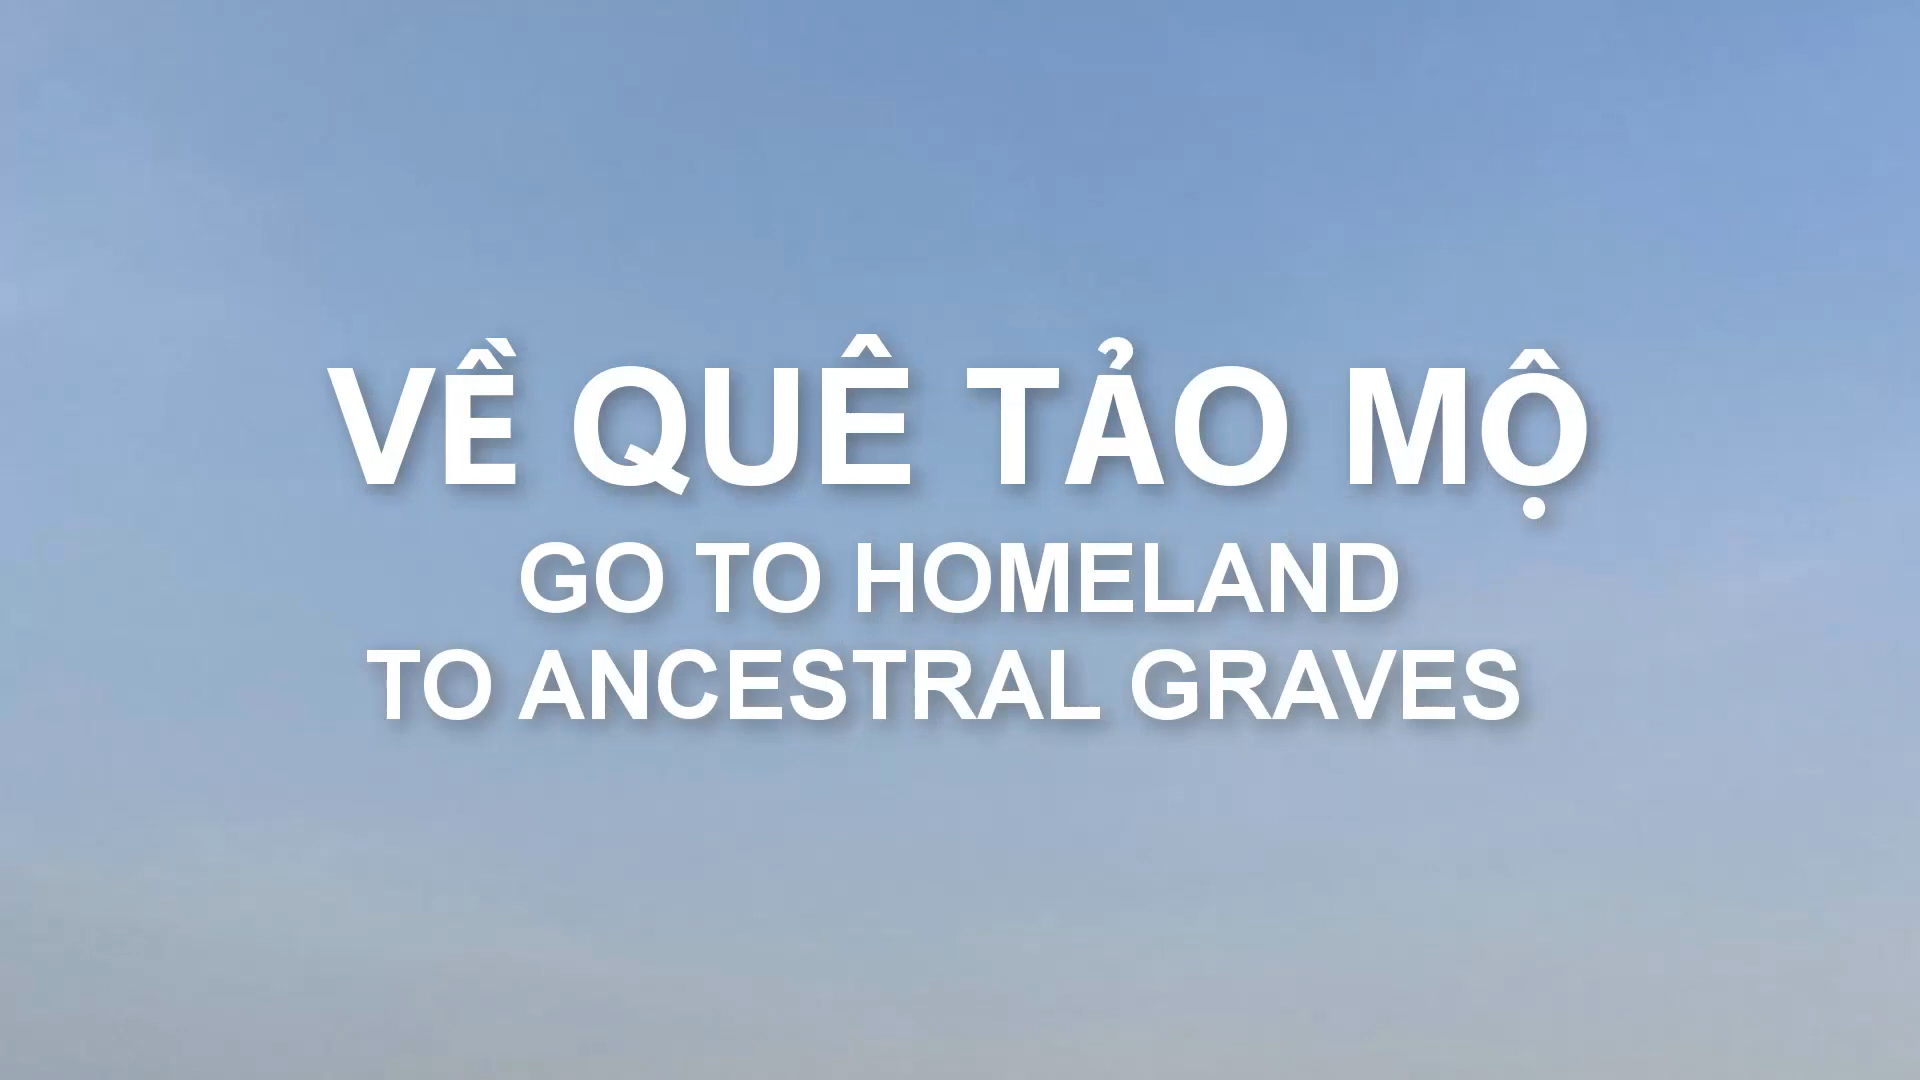 VỀ QUÊ TẢO MỘ
GO TO HOMELAND
TO ANCESTRAL GRAVES